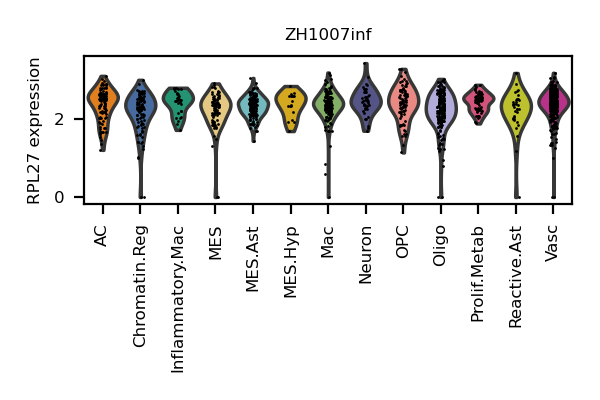 ZH1007inf
RPL27 expression
2
0
AC
Chromatin.Reg
Inflammatory.Mac
MES
MES.Ast
MES.Hyp
Mac
Neuron
OPC
Oligo
Prolif.Metab
Reactive.Ast
Vasc